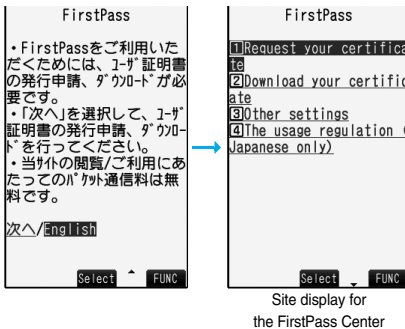 FirstPass
・FirstPassをご利用いた
だくためには、ﾕｰｻﾞ証明書
の発行申請、ﾀﾞｳﾝﾛｰﾄﾞが必
要です。
・「次へ」を選択して、ﾕｰｻﾞ
証明書の発行申請、ﾀﾞｳﾝﾛｰ
ﾄﾞを行ってください。
・当ｻｲﾄの閲覧/ご利用にあ
たってのﾊﾟｹｯﾄ通信料は無
料です。
次へ/English
Select FUNC
FirstPass
1Request your certifica
te
2Download your certific
ate
3Other settings
4The usage regulation (
Japanese only)
Select FUNC
Site display for
the FirstPass Center